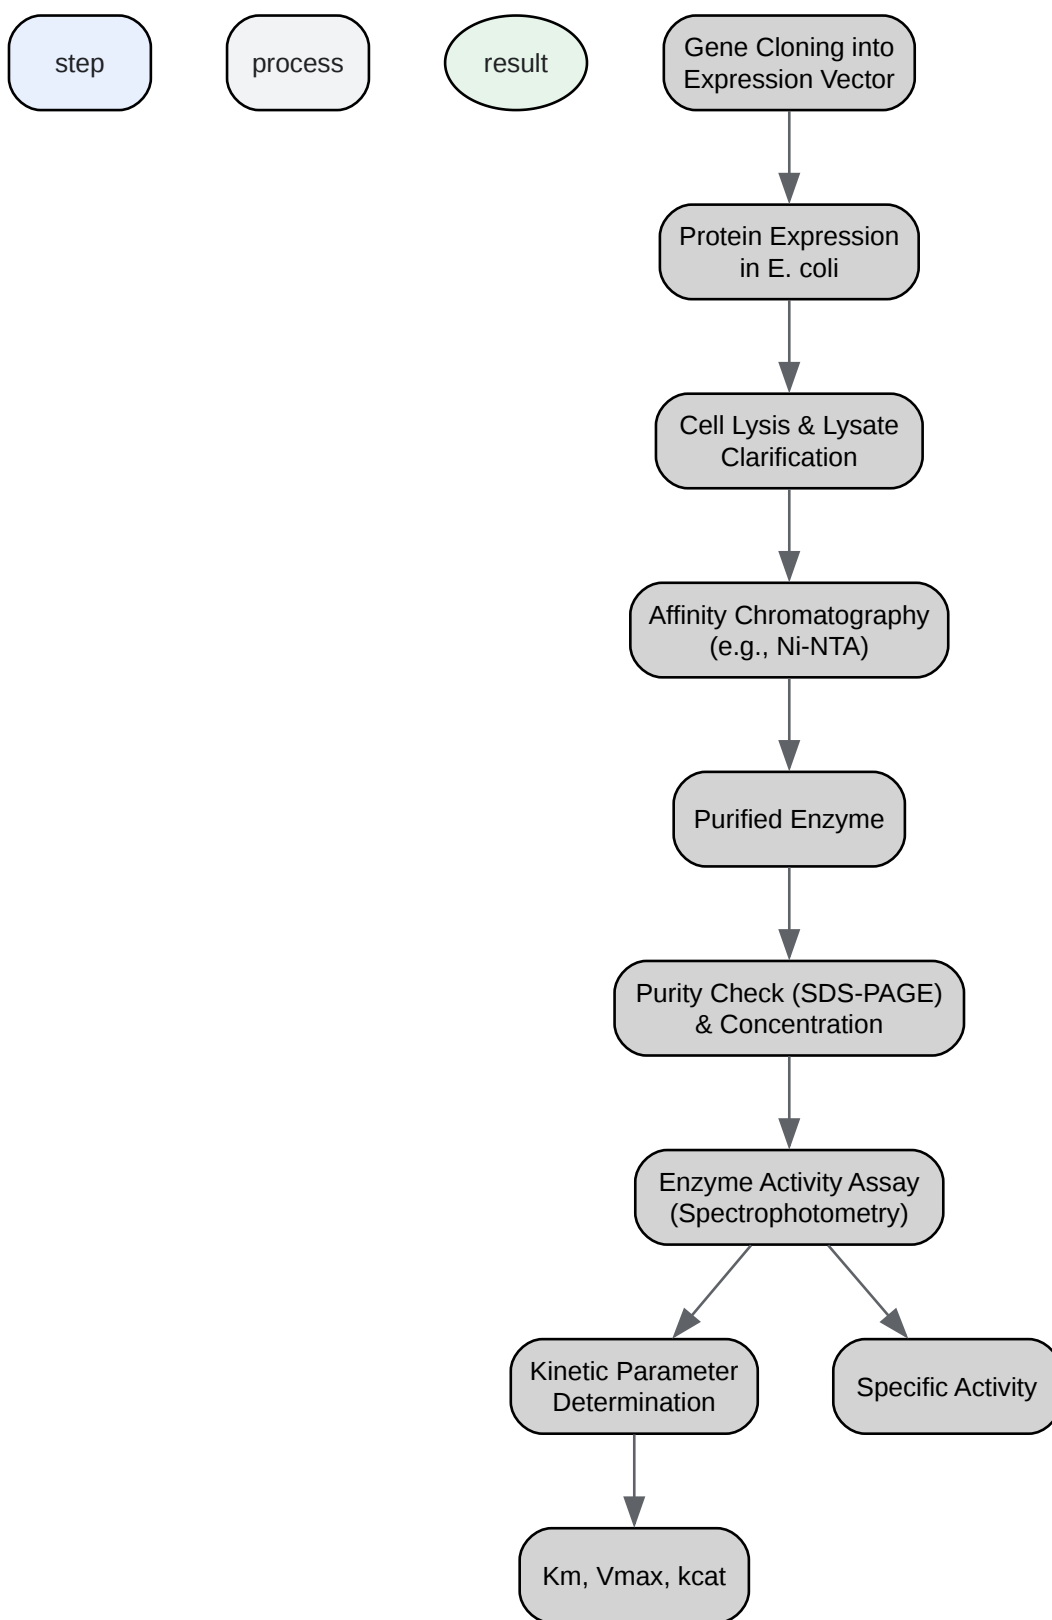 step
process
result
Gene Cloning into
Expression Vector
Protein Expression
in E. coli
Cell Lysis & Lysate
Clarification
Affinity Chromatography
(e.g., Ni-NTA)
Purified Enzyme
Purity Check (SDS-PAGE)
& Concentration
Enzyme Activity Assay
(Spectrophotometry)
Kinetic Parameter
Determination
Specific Activity
Km, Vmax, kcat